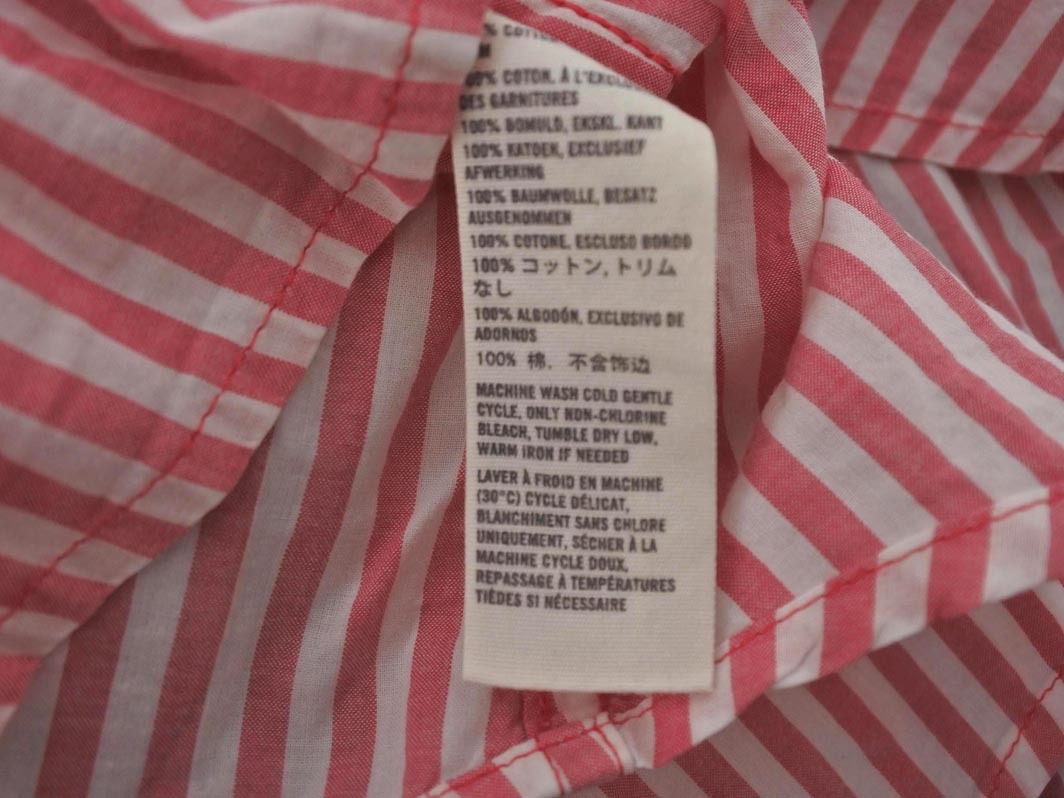 % COTTON
M
100% COTON, À L'EXCLU
DES GARNITURES
100% BOMULD, EKSKL. KANT
100% KATOEN, EXCLUSIEF
AFWERKING
100% BAUMWOLLE, BESATZ
AUSGENOMMEN
100% COTONE, ESCLUSO BORDO
100% コットン, トリム
なし
100% ALGODÓN, EXCLUSIVO DE
ADORNOS
100% 棉, 不含饰边
MACHINE WASH COLD GENTLE
CYCLE, ONLY NON-CHLORINE
BLEACH, TUMBLE DRY LOW,
WARM IRON IF NEEDED
LAVER À FROID EN MACHINE
(30°C) CYCLE DÉLICAT,
BLANCHIMENT SANS CHLORE
UNIQUEMENT, SÉCHER À LA
MACHINE CYCLE DOUX,
REPASSAGE À TEMPÉRATURES
TIÈDES SI NÉCESSAIRE